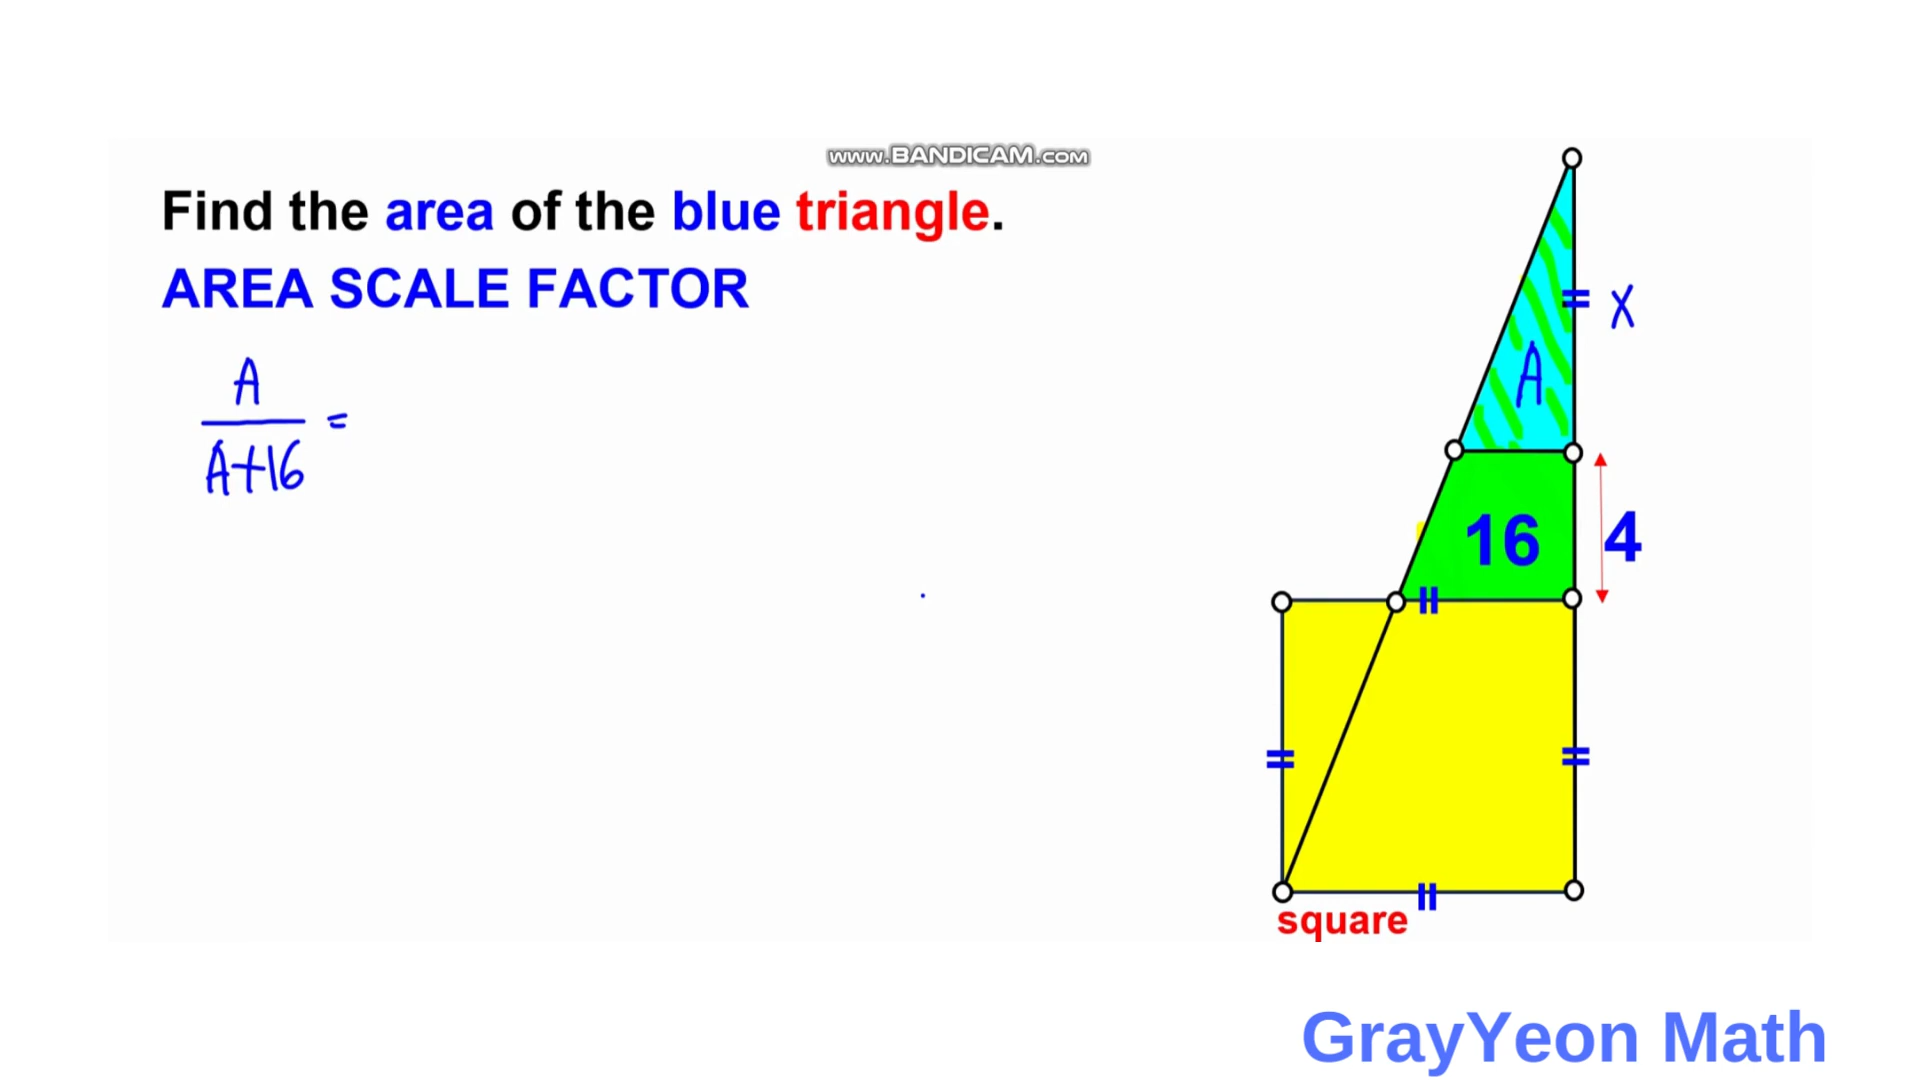 www.BANDICAM.com
Find the area of the blue triangle.
AREA SCALE FACTOR
A
A+16
=
X
A
16
4
square
GrayYeon Math